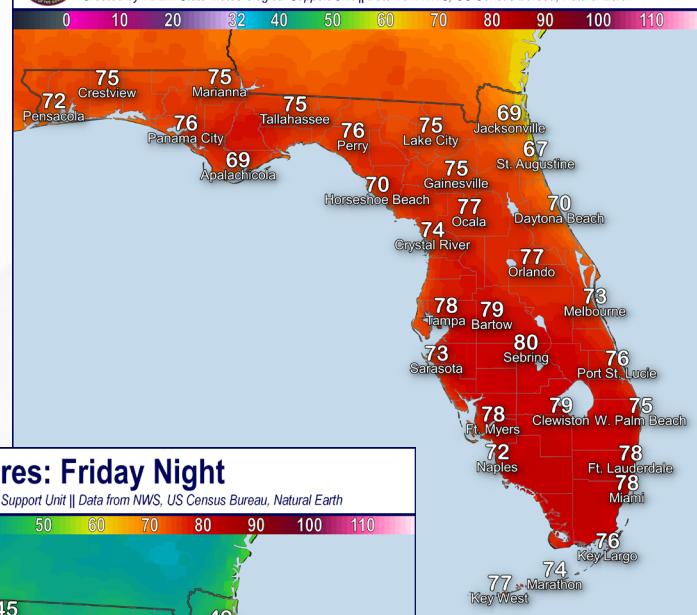 0 10 20 32 40 50 60 70 80 90 100 110
75
Crestview
75
Marianna
72
Pensacola
75
Tallahassee
76
Panama City
76
Perry
75
Lake City
69
Jacksonville
67
St. Augustine
69
Apalachicola
75
Gainesville
70
Horseshoe Beach
77
Ocala
70
Daytona Beach
74
Crystal River
77
Orlando
73
Melbourne
78
Tampa
79
Bartow
80
Sebring
73
Sarasota
76
Port St. Lucie
78
Ft. Myers
79
Clewiston
75
W. Palm Beach
72
Naples
78
Ft. Lauderdale
78
Miami
76
Key Largo
74
Marathon
77
Key West
res: Friday Night
Support Unit || Data from NWS, US Census Bureau, Natural Earth
50 60 70 80 90 100 110
45